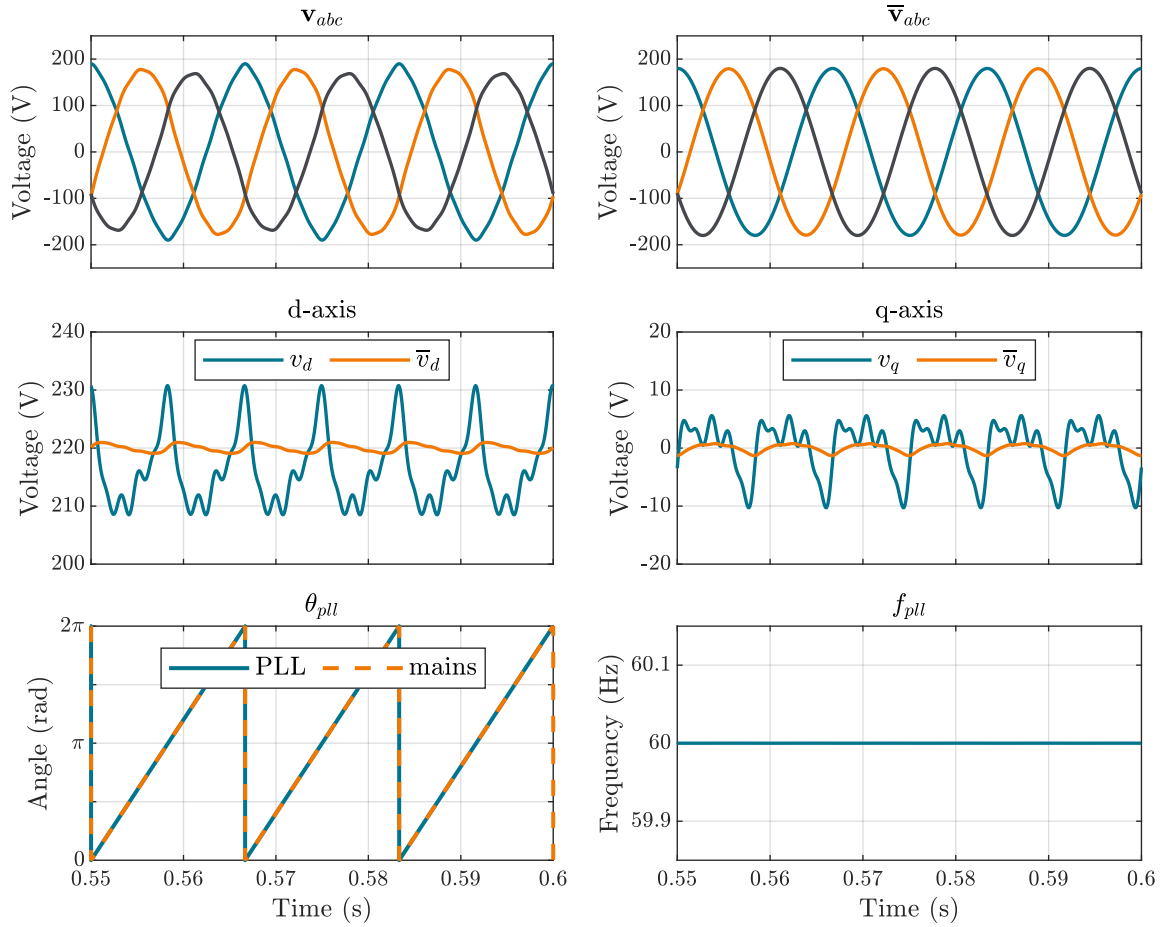 v_abc
v̅_abc
Voltage (V)
200
100
0
-100
-200
Voltage (V)
200
100
0
-100
-200
d-axis
q-axis
Voltage (V)
240
230
220
210
200
v_d v̅_d
Voltage (V)
20
10
0
-10
-20
v_q v̅_q
θ_pll
f_pll
Angle (rad)
2π
π
0
PLL mains
0.55 0.56 0.57 0.58 0.59 0.6
Time (s)
Frequency (Hz)
60.1
60
59.9
0.55 0.56 0.57 0.58 0.59 0.6
Time (s)